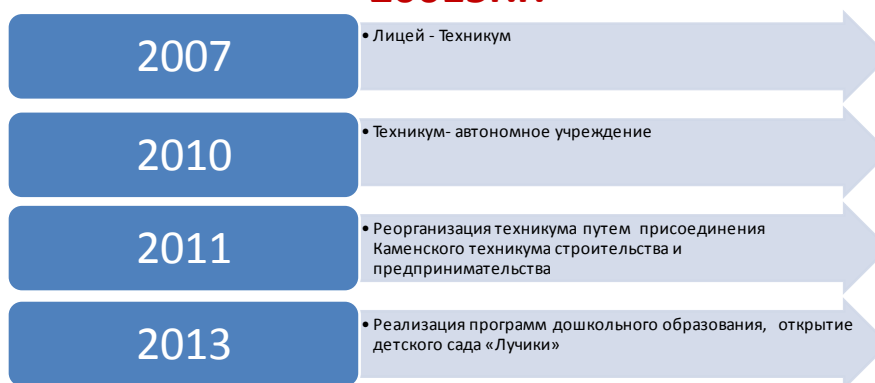 2007
• Лицей - Техникум
2010
• Техникум- автономное учреждение
2011
• Реорганизация техникума путем присоединения
Каменского техникума строительства и
предпринимательства
2013
• Реализация программ дошкольного образования, открытие
детского сада «Лучики»